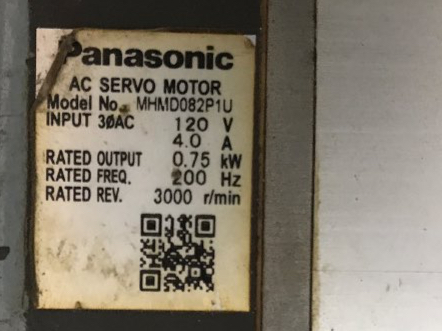 Panasonic
AC SERVO MOTOR
Model No. MHMD082P1U
INPUT 3ØAC 120 V
4.0 A
RATED OUTPUT 0.75 kW
RATED FREQ. 200 Hz
RATED REV. 3000 r/min